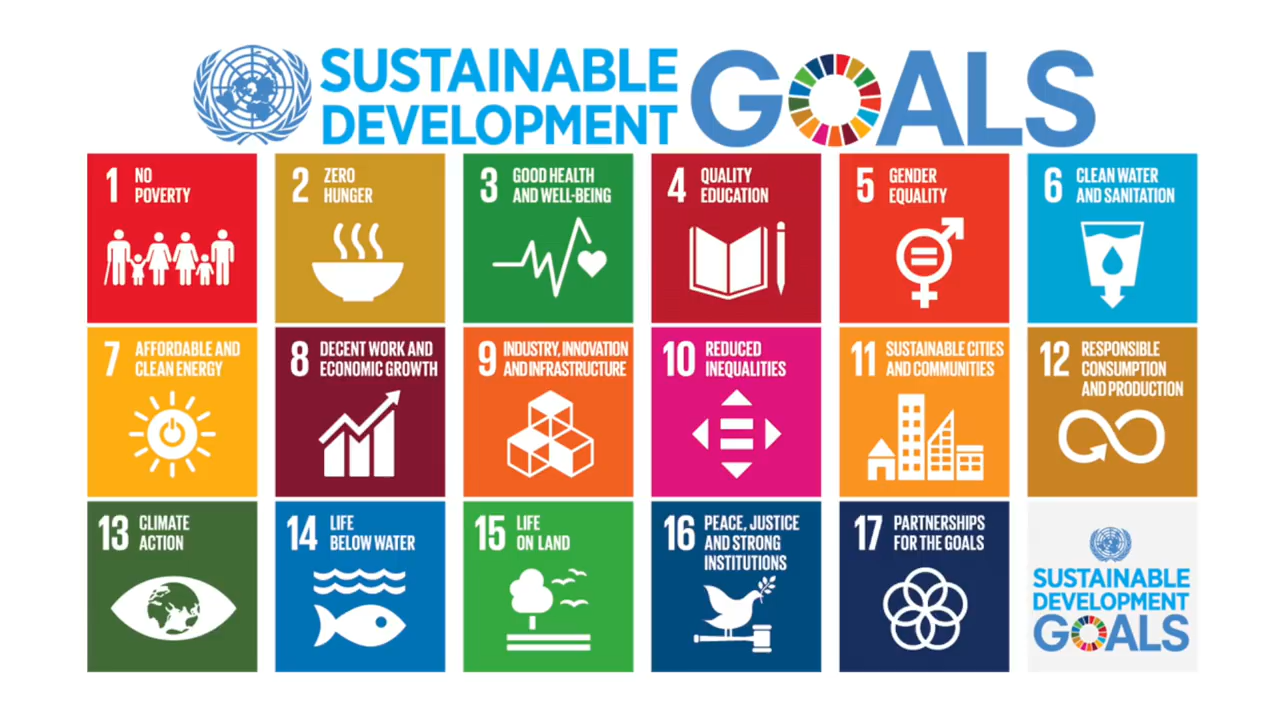 SUSTAINABLE
DEVELOPMENT
GOALS
1 NO
POVERTY
2 ZERO
HUNGER
3 GOOD HEALTH
AND WELL-BEING
4 QUALITY
EDUCATION
5 GENDER
EQUALITY
6 CLEAN WATER
AND SANITATION
7 AFFORDABLE AND
CLEAN ENERGY
8 DECENT WORK AND
ECONOMIC GROWTH
9 INDUSTRY, INNOVATION
AND INFRASTRUCTURE
10 REDUCED
INEQUALITIES
11 SUSTAINABLE CITIES
AND COMMUNITIES
12 RESPONSIBLE
CONSUMPTION
AND PRODUCTION
13 CLIMATE
ACTION
14 LIFE
BELOW WATER
15 LIFE
ON LAND
16 PEACE, JUSTICE
AND STRONG
INSTITUTIONS
17 PARTNERSHIPS
FOR THE GOALS
SUSTAINABLE
DEVELOPMENT
GOALS